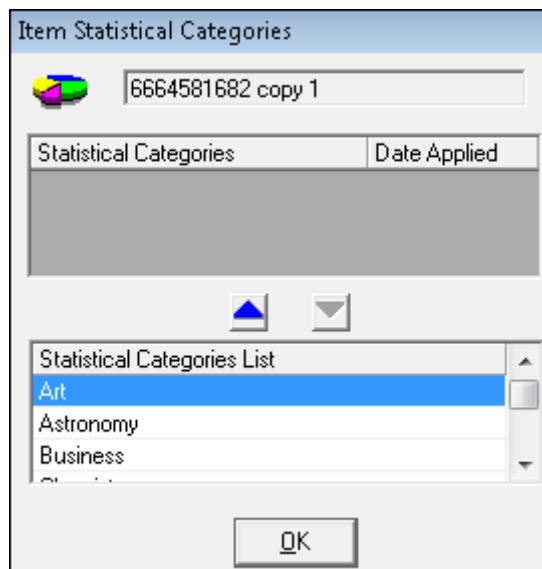 Item Statistical Categories
6664581682 copy 1
Statistical Categories Date Applied
Statistical Categories List
Art
Astronomy
Business
OK